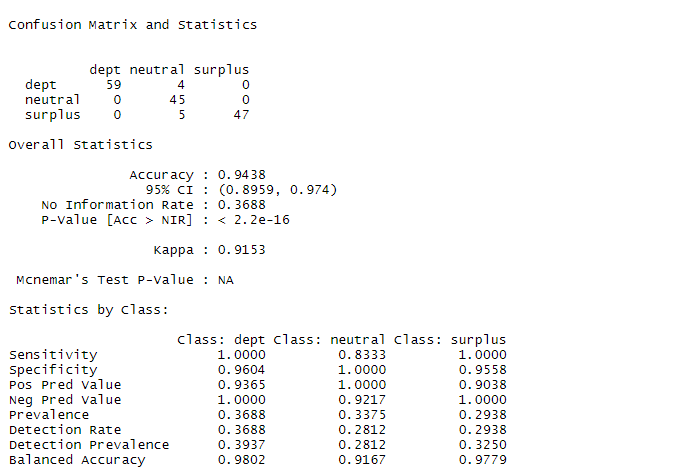 Confusion Matrix and Statistics
dept neutral surplus
dept 59 4 0
neutral 0 45 0
surplus 0 5 47
Overall Statistics
Accuracy : 0.9438
95% CI : (0.8959, 0.974)
No Information Rate : 0.3688
P-Value [Acc > NIR] : < 2.2e-16
Kappa : 0.9153
Mcnemar's Test P-Value : NA
Statistics by Class:
Class: dept Class: neutral Class: surplus
Sensitivity 1.0000 0.8333 1.0000
Specificity 0.9604 1.0000 0.9558
Pos Pred Value 0.9365 1.0000 0.9038
Neg Pred Value 1.0000 0.9217 1.0000
Prevalence 0.3688 0.3375 0.2938
Detection Rate 0.3688 0.2812 0.2938
Detection Prevalence 0.3937 0.2812 0.3250
Balanced Accuracy 0.9802 0.9167 0.9779